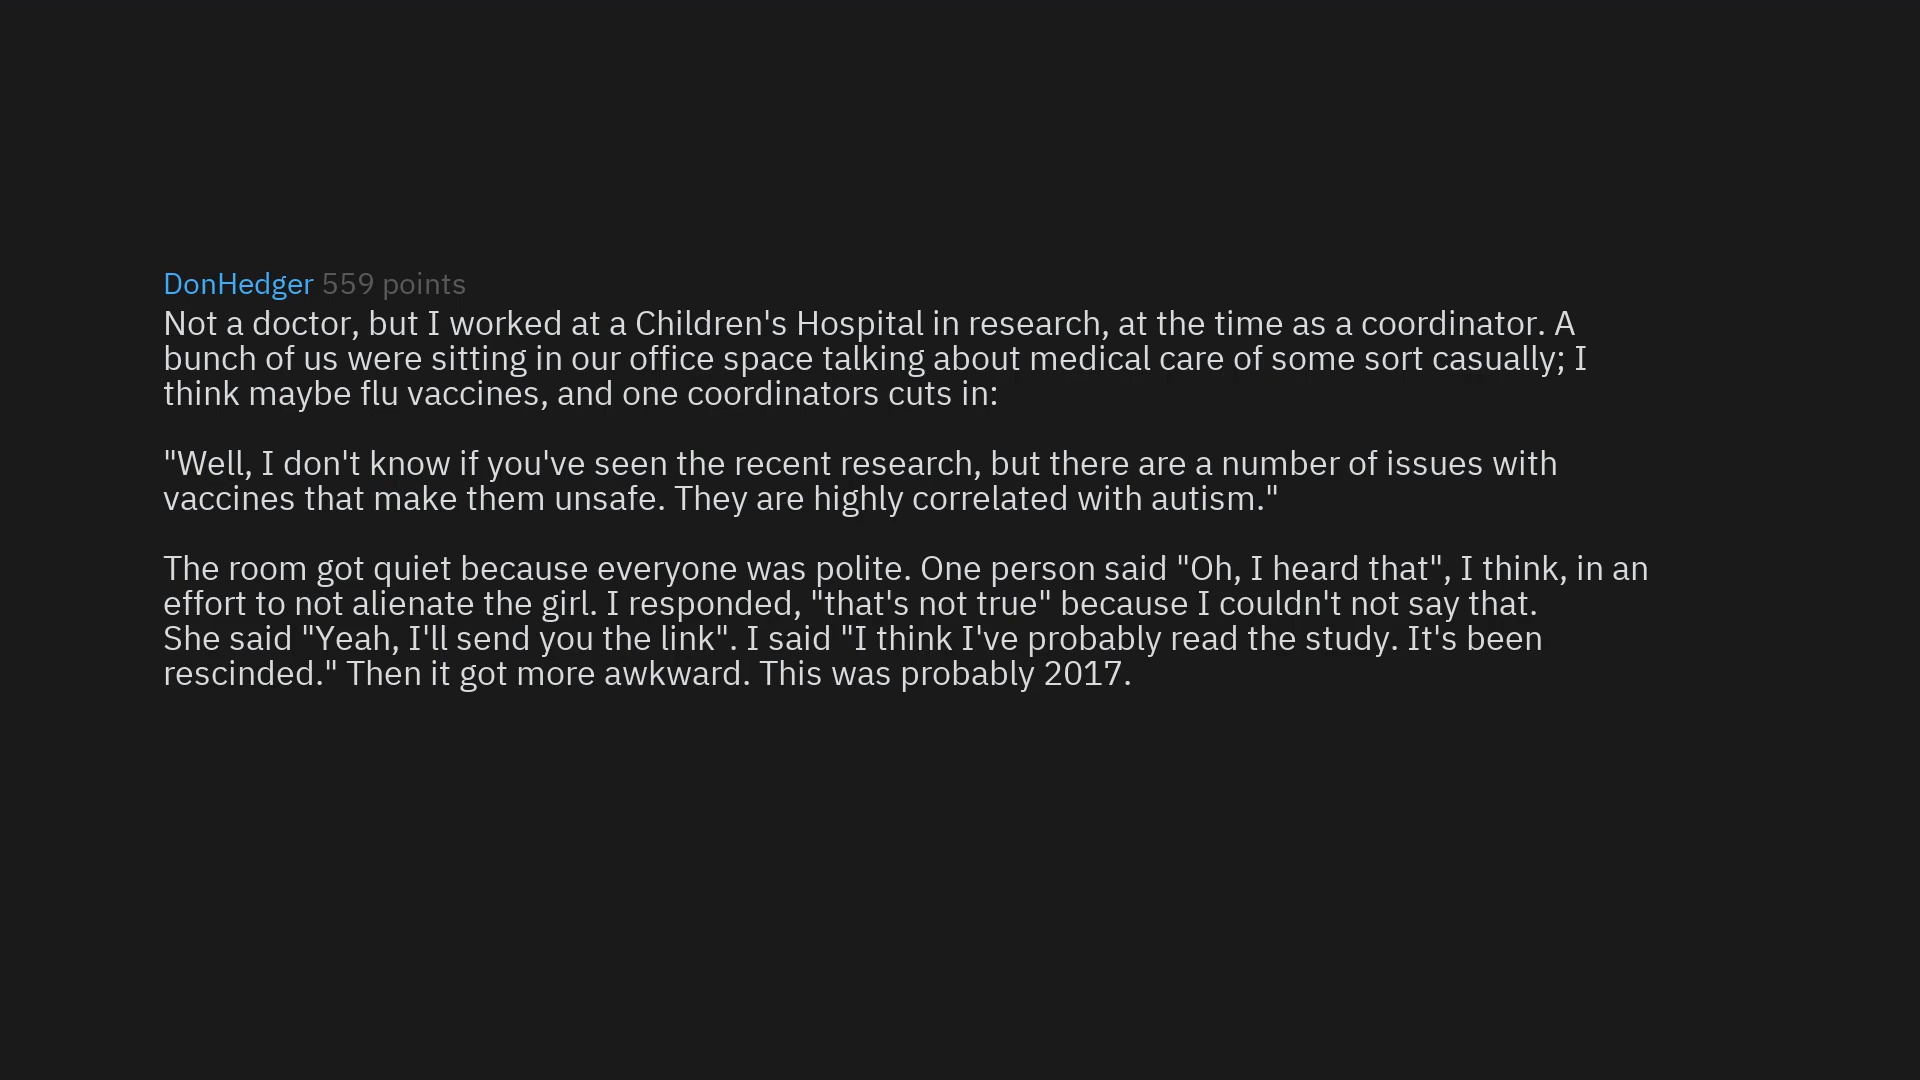 DonHedger 559 points
Not a doctor, but I worked at a Children's Hospital in research, at the time as a coordinator. A
bunch of us were sitting in our office space talking about medical care of some sort casually; I
think maybe flu vaccines, and one coordinators cuts in:
"Well, I don't know if you've seen the recent research, but there are a number of issues with
vaccines that make them unsafe. They are highly correlated with autism."
The room got quiet because everyone was polite. One person said "Oh, I heard that", I think, in an
effort to not alienate the girl. I responded, "that's not true" because I couldn't not say that.
She said "Yeah, I'll send you the link". I said "I think I've probably read the study. It's been
rescinded." Then it got more awkward. This was probably 2017.